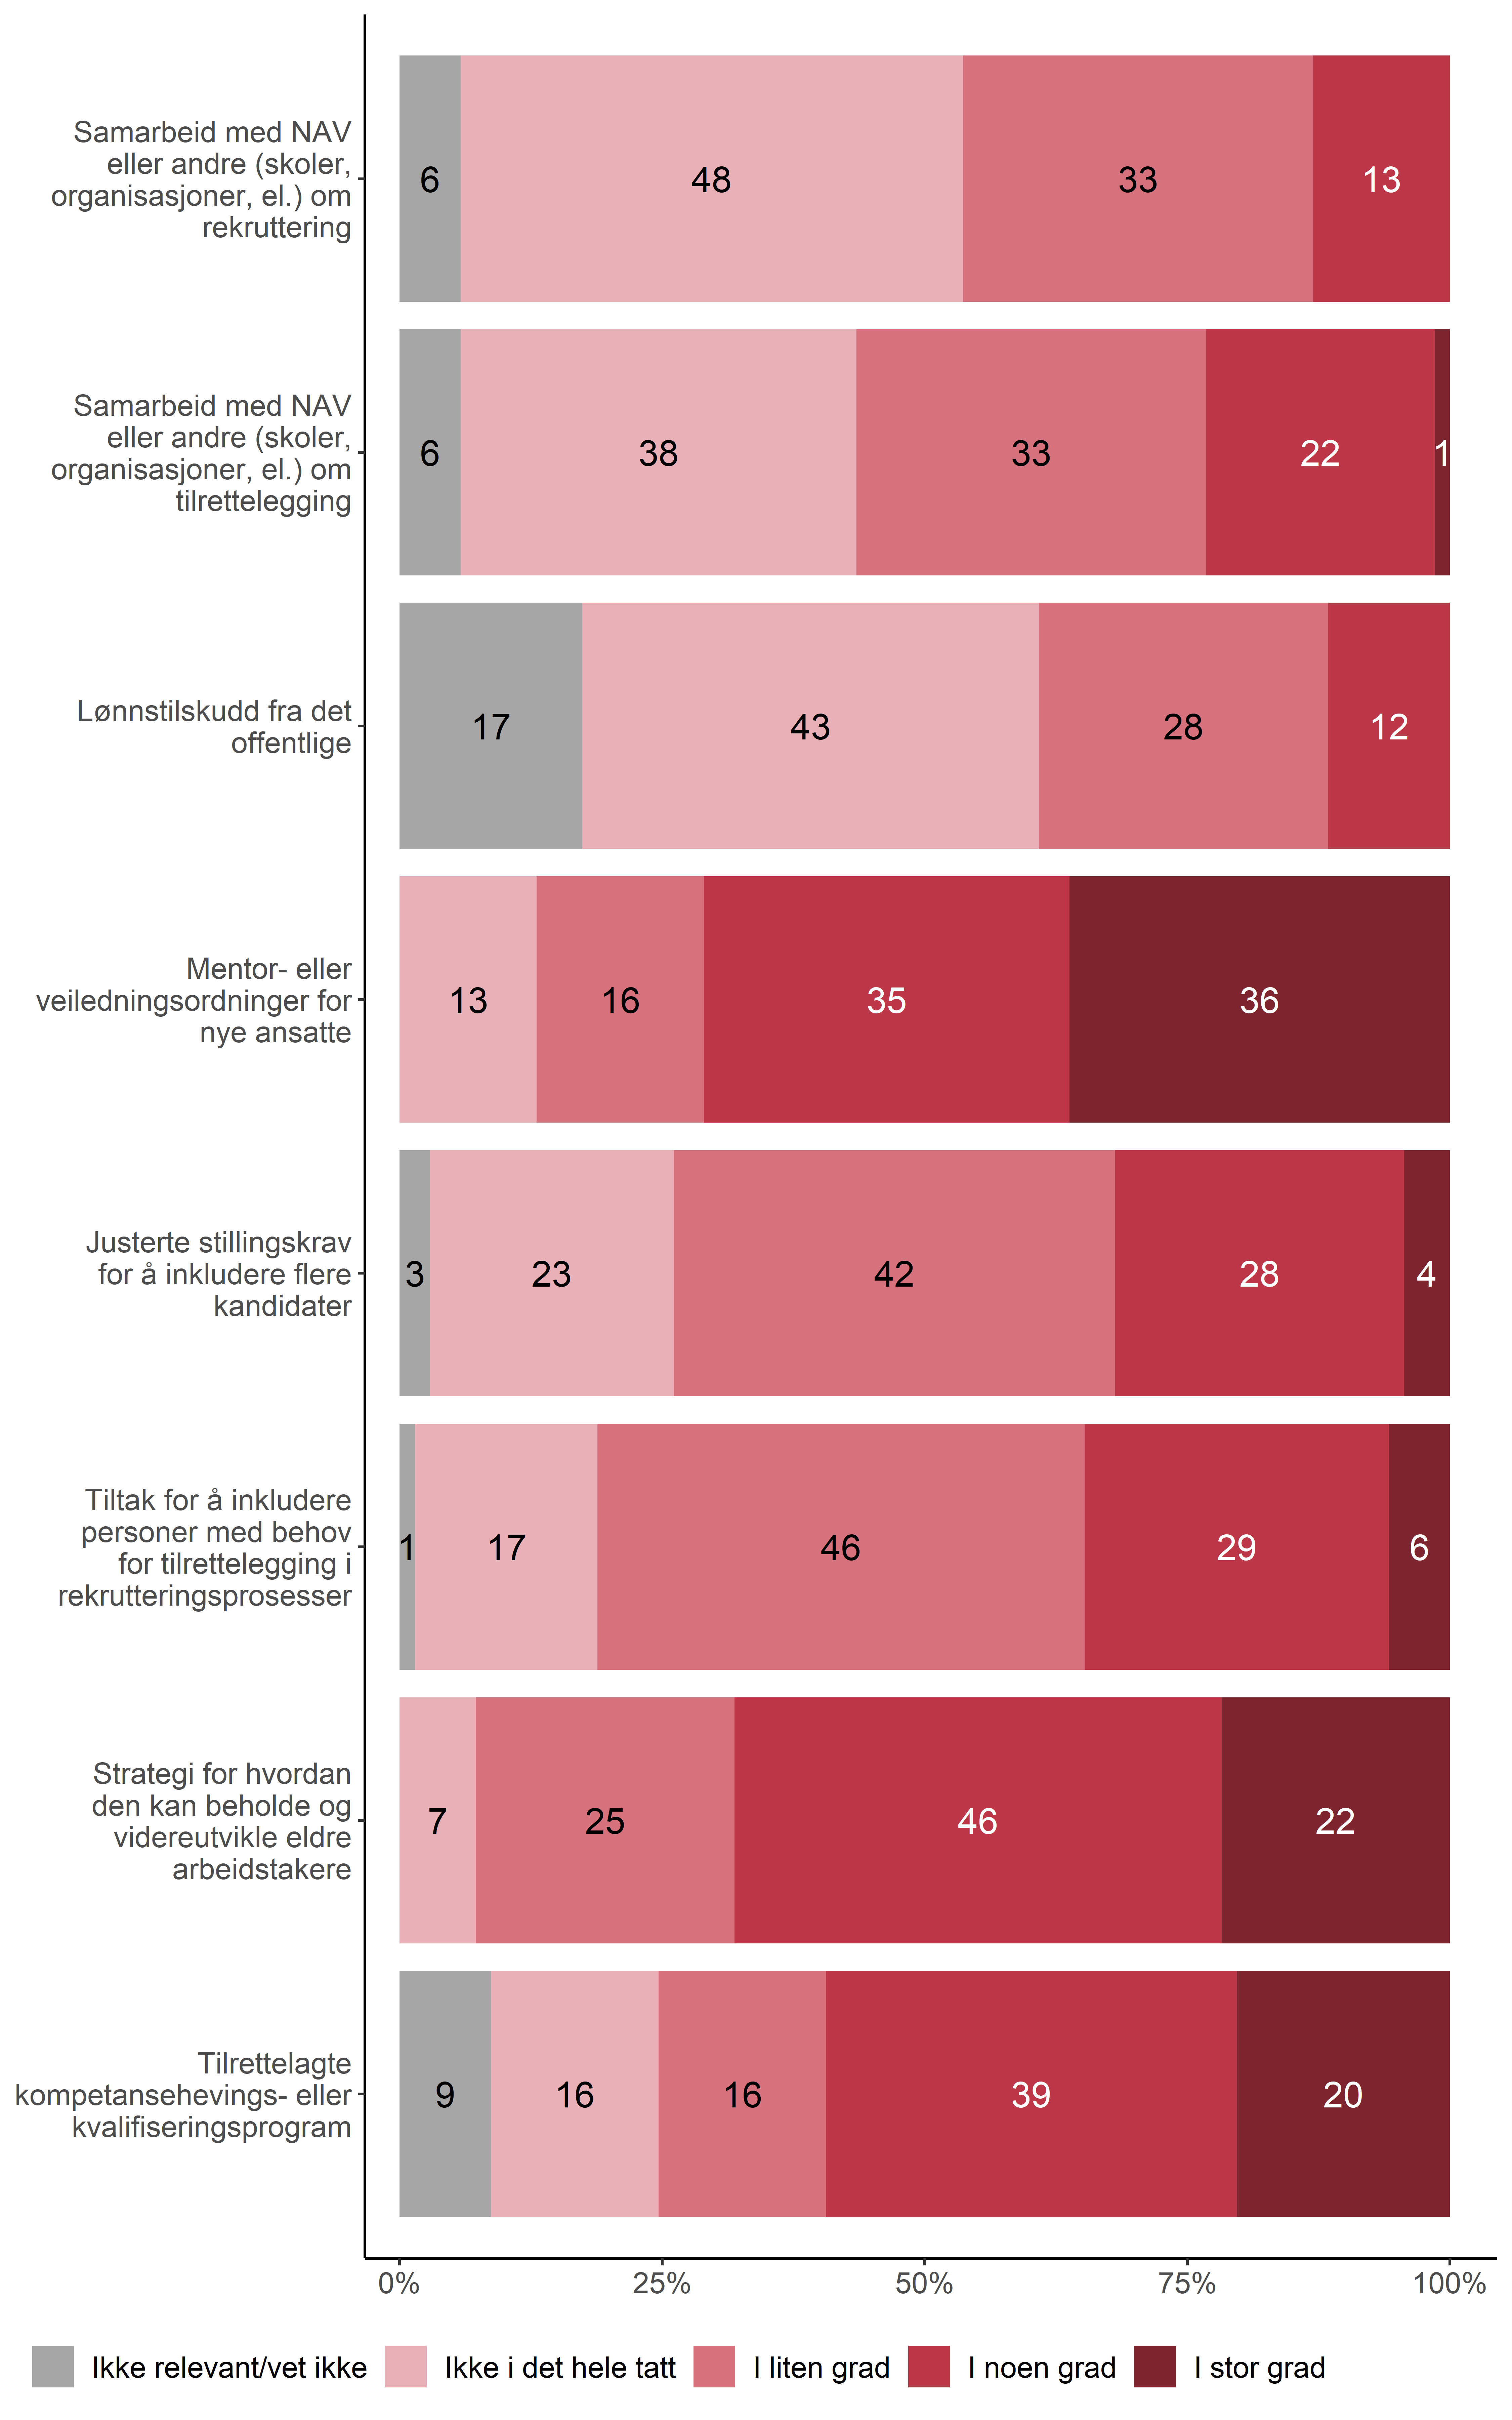 Samarbeid med NAV
eller andre (skoler,
organisasjoner, el.) om
rekruttering
6 48 33 13
Samarbeid med NAV
eller andre (skoler,
organisasjoner, el.) om
tilrettelegging
6 38 33 22 1
Lønnstilskudd fra det
offentlige
17 43 28 12
Mentor- eller
veiledningsordninger for
nye ansatte
13 16 35 36
Justerte stillingskrav
for å inkludere flere
kandidater
3 23 42 28 4
Tiltak for å inkludere
personer med behov
for tilrettelegging i
rekrutteringsprosesser
1 17 46 29 6
Strategi for hvordan
den kan beholde og
videreutvikle eldre
arbeidstakere
7 25 46 22
Tilrettelagte
kompetansehevings- eller
kvalifiseringsprogram
9 16 16 39 20
0% 25% 50% 75% 100%
Ikke relevant/vet ikke Ikke i det hele tatt I liten grad I noen grad I stor grad